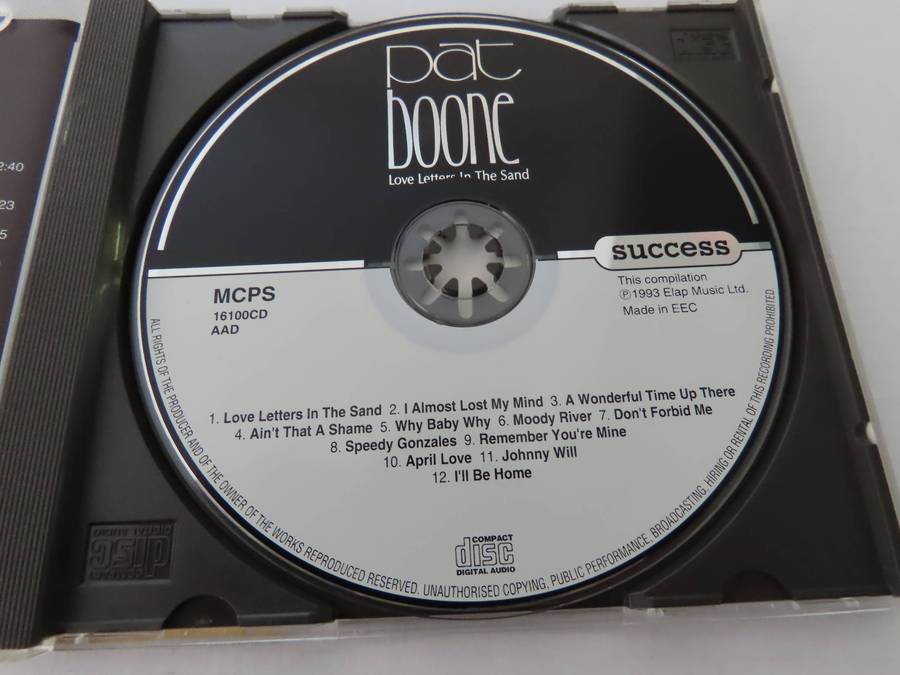 pat
boone
Love Letters In The Sand
success
This compilation
℗1993 Elap Music Ltd.
Made in EEC
MCPS
16100CD
AAD
1. Love Letters In The Sand 2. I Almost Lost My Mind 3. A Wonderful Time Up There
4. Ain't That A Shame 5. Why Baby Why 6. Moody River 7. Don't Forbid Me
8. Speedy Gonzales 9. Remember You're Mine
10. April Love 11. Johnny Will
12. I'll Be Home
COMPACT
disc
DIGITAL AUDIO
ALL RIGHTS OF THE PRODUCER AND OF THE OWNER OF THE WORKS REPRODUCED RESERVED. UNAUTHORISED COPYING, PUBLIC PERFORMANCE, BROADCASTING, HIRING OR RENTAL OF THIS RECORDING PROHIBITED
2:40
23
5
disc